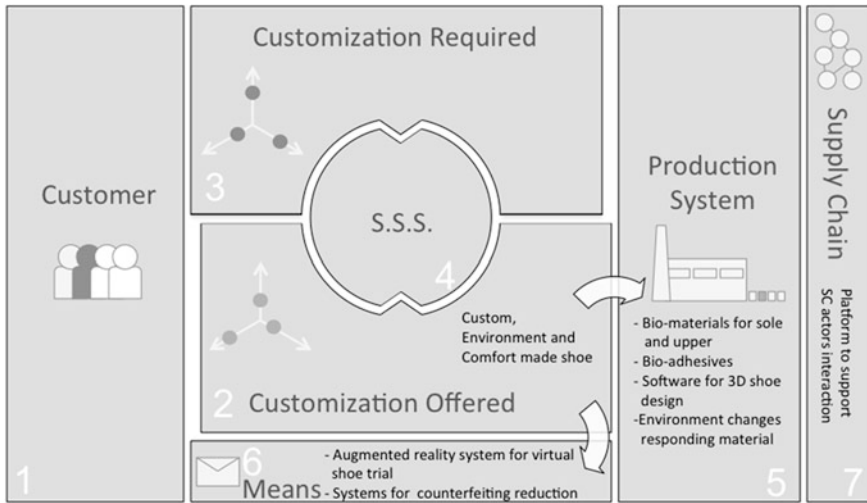 Customer
1
Customization Required
3
S.S.S.
4
Custom,
Environment and
Comfort made shoe
2
Customization Offered
6
Means
- Augmented reality system for virtual
shoe trial
- Systems for counterfeiting reduction
Production
System
- Bio-materials for sole
and upper
- Bio-adhesives
- Software for 3D shoe
design
-Environment changes
responding material
5
Supply Chain
Platform to support
SC actors interaction
7